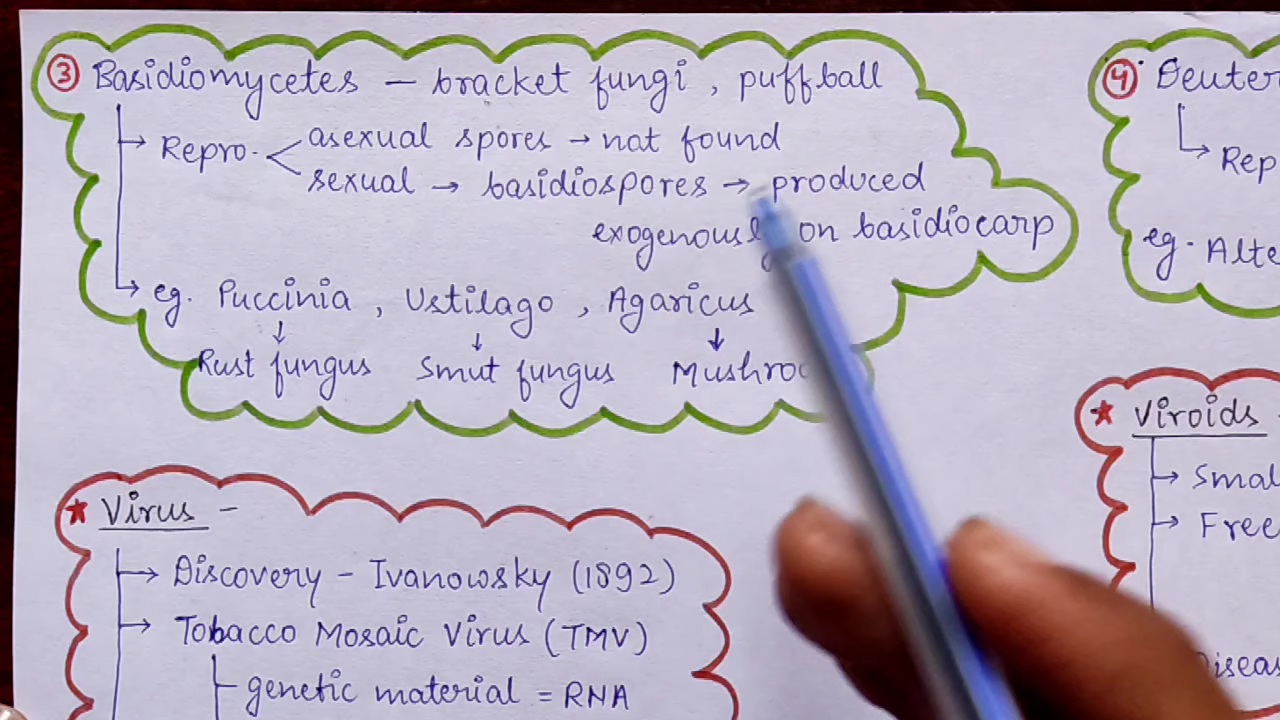 ③ Basidiomycetes – bracket fungi, puffball
Repro. asexual spores → not found
sexual → basidiospores → produced
exogenously on basidiocarp
eg. Puccinia, Ustilago, Agaricus
Rust fungus Smut fungus
★ Virus –
Discovery – Ivanowsky (1892)
Tobacco Mosaic Virus (TMV)
genetic material = RNA
④
Rep
eg.
★ Viroids
Free